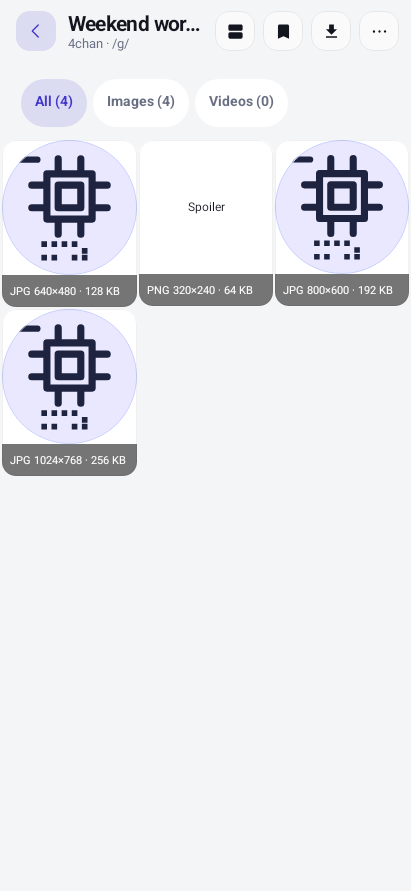 Weekend wor...
4chan · /g/
All (4)
Images (4)
Videos (0)
Spoiler
JPG 640×480 · 128 KB
PNG 320×240 · 64 KB
JPG 800×600 · 192 KB
JPG 1024×768 · 256 KB